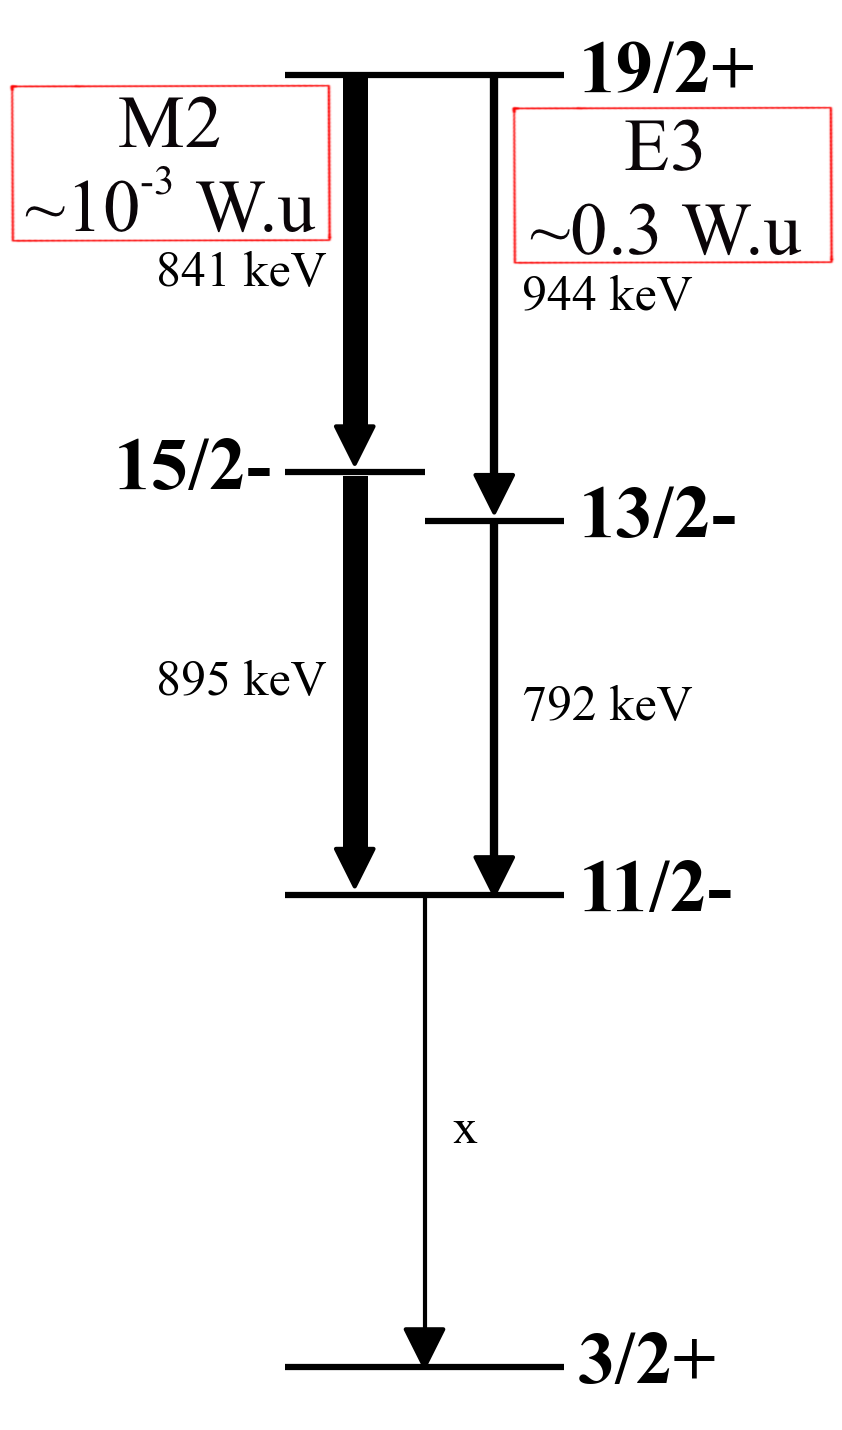 19/2+
M2
~10⁻³ W.u
841 keV
E3
~0.3 W.u
944 keV
15/2-
13/2-
895 keV
792 keV
11/2-
x
3/2+